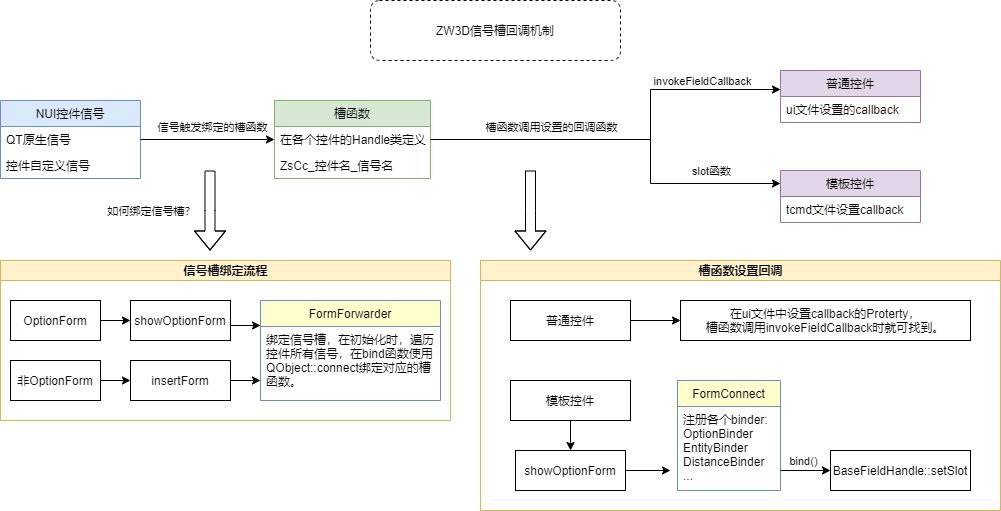 ZW3D信号槽回调机制
NUI控件信号
QT原生信号
控件自定义信号
信号触发绑定的槽函数
槽函数
在各个控件的Handle类定义
ZsCc_控件名_信号名
槽函数调用设置的回调函数
invokeFieldCallback
普通控件
ui文件设置的callback
slot函数
模板控件
tcmd文件设置callback
如何绑定信号槽?
信号槽绑定流程
OptionForm
showOptionForm
非OptionForm
insertForm
FormForwarder
绑定信号槽，在初始化时，遍历
控件所有信号，在bind函数使用
QObject::connect绑定对应的槽
函数。
槽函数设置回调
普通控件
在ui文件中设置callback的Proterty，
槽函数调用invokeFieldCallback时就可找到。
模板控件
showOptionForm
FormConnect
注册各个binder:
OptionBinder
EntityBinder
DistanceBinder
...
bind()
BaseFieldHandle::setSlot